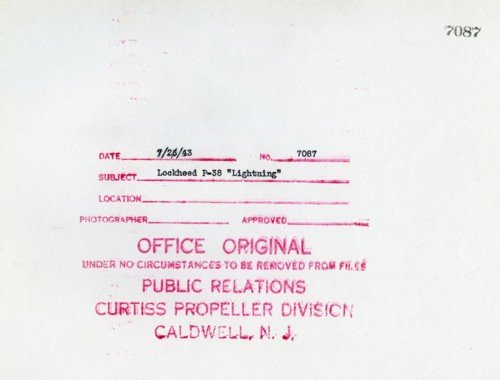 7087
DATE 7/26/43 NO. 7087
SUBJECT Lockheed P-38 "Lightning"
LOCATION
PHOTOGRAPHER APPROVED
OFFICE ORIGINAL
UNDER NO CIRCUMSTANCES TO BE REMOVED FROM FILES
PUBLIC RELATIONS
CURTISS PROPELLER DIVISION
CALDWELL, N. J.